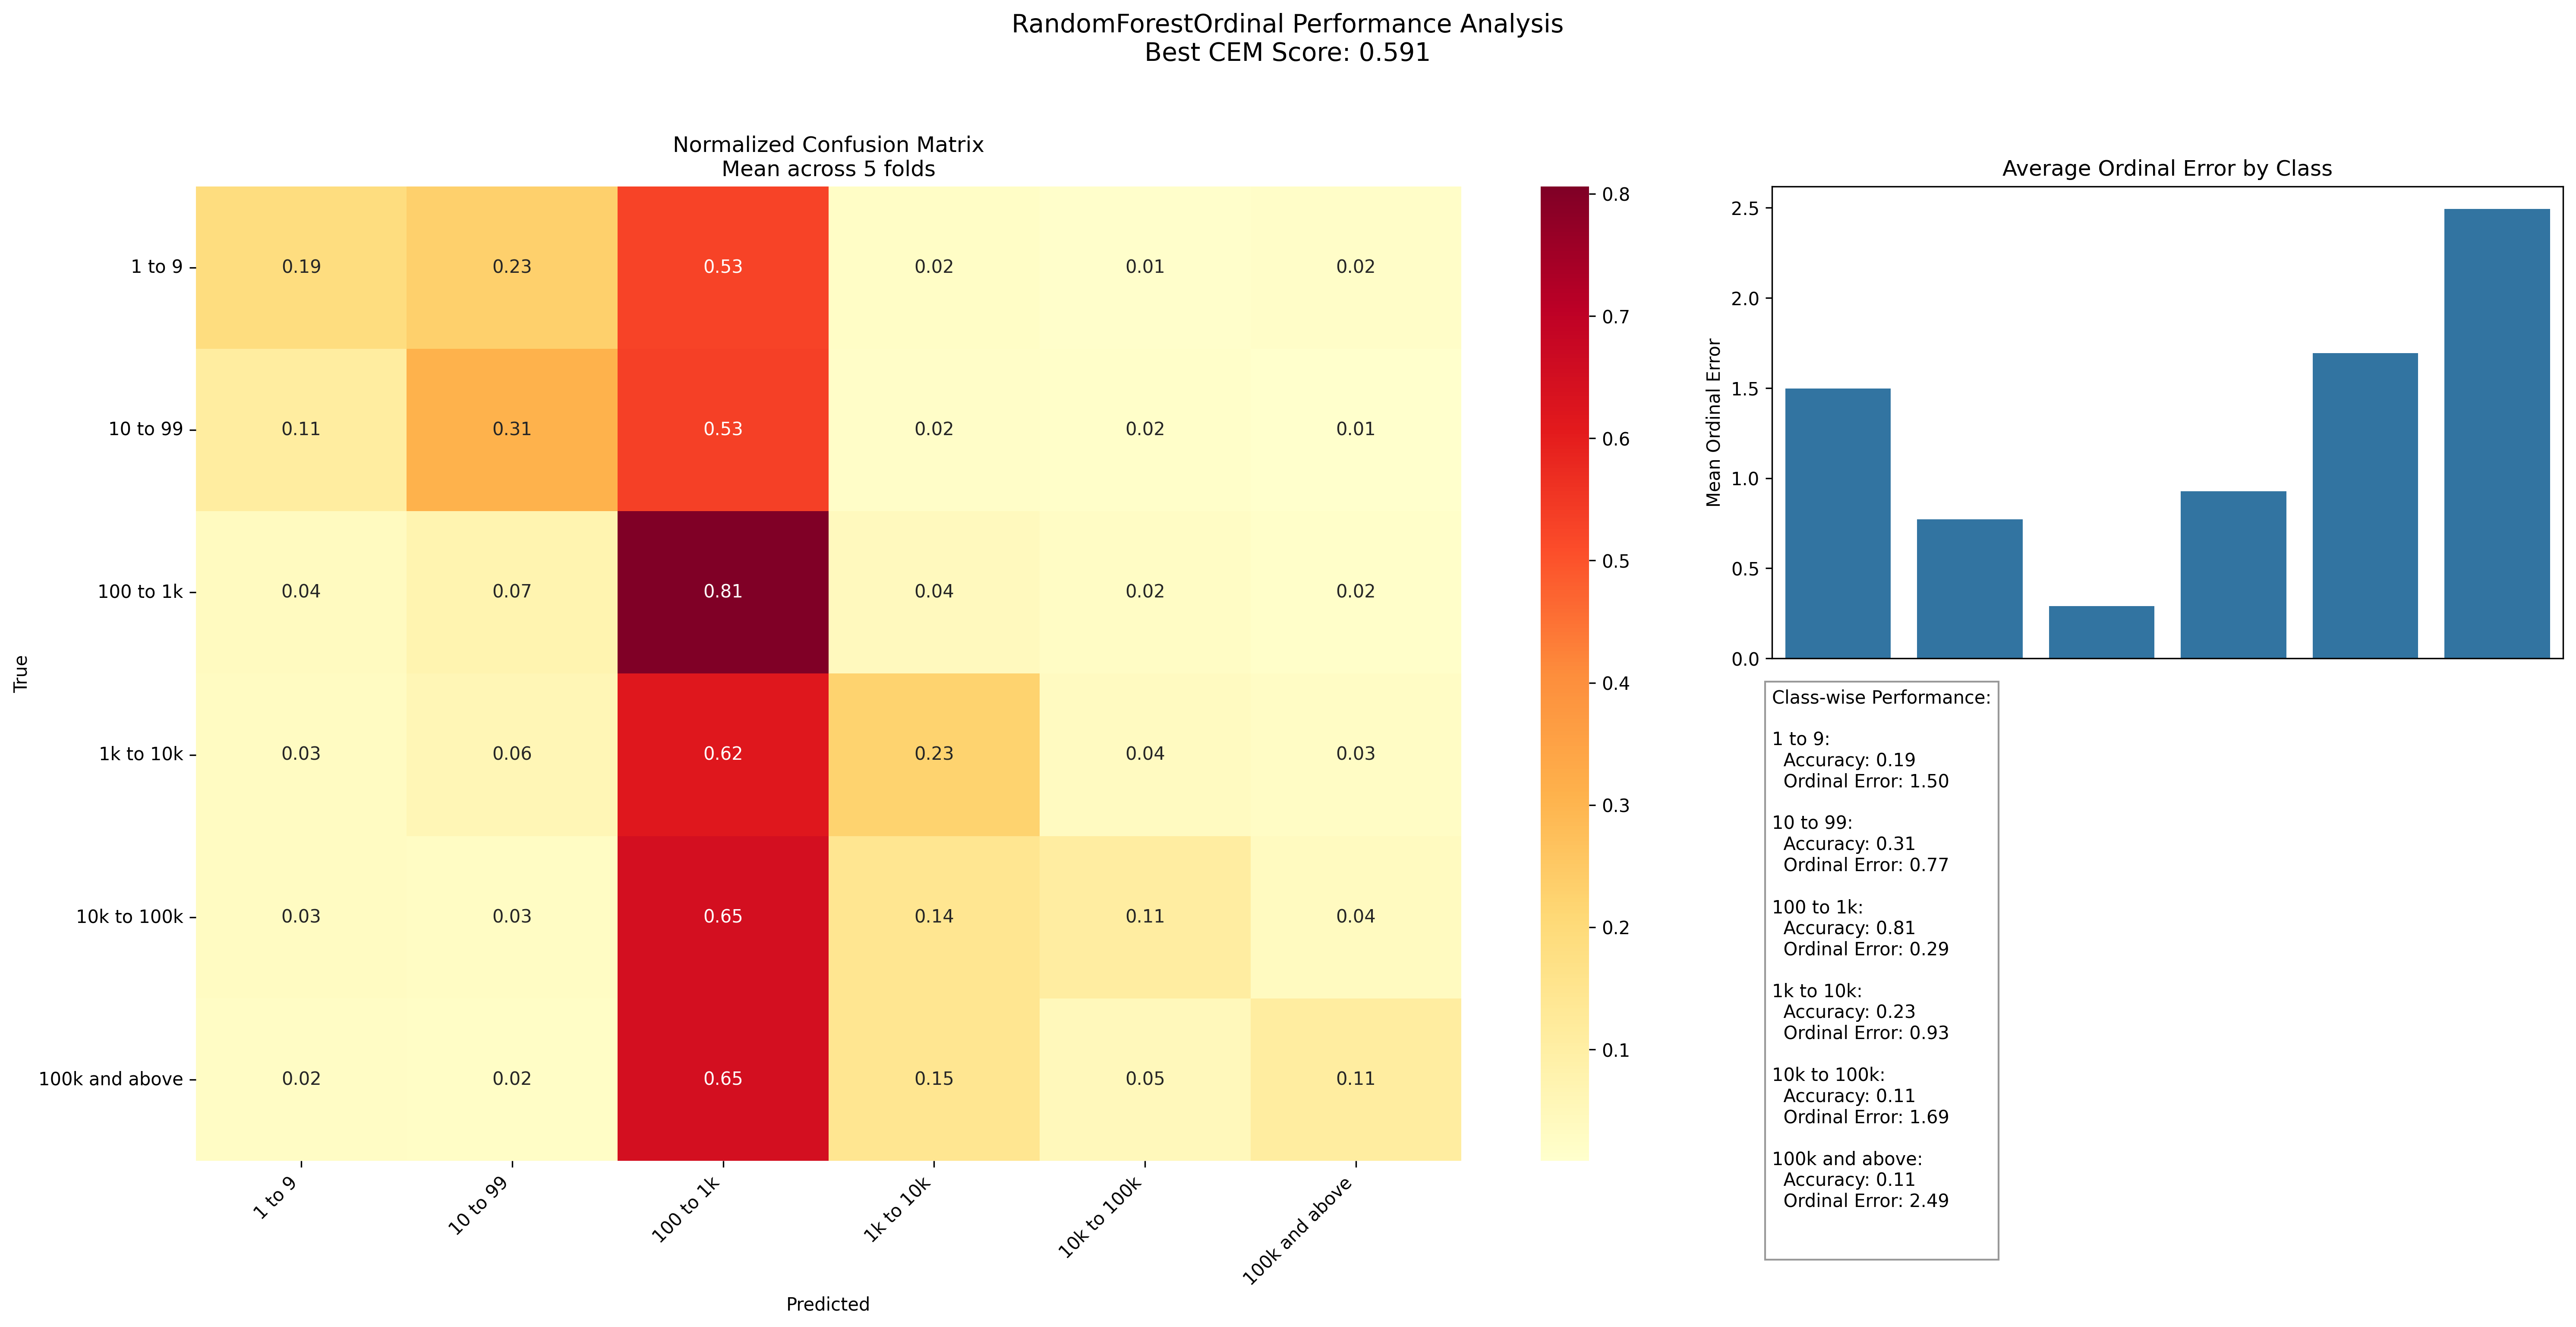 RandomForestOrdinal Performance Analysis
Best CEM Score: 0.591
Normalized Confusion Matrix
Mean across 5 folds
True
1 to 9 0.19 0.23 0.53 0.02 0.01 0.02
10 to 99 0.11 0.31 0.53 0.02 0.02 0.01
100 to 1k 0.04 0.07 0.81 0.04 0.02 0.02
1k to 10k 0.03 0.06 0.62 0.23 0.04 0.03
10k to 100k 0.03 0.03 0.65 0.14 0.11 0.04
100k and above 0.02 0.02 0.65 0.15 0.05 0.11
1 to 9 10 to 99 100 to 1k 1k to 10k 10k to 100k 100k and above
Predicted
0.8
0.7
0.6
0.5
0.4
0.3
0.2
0.1
Average Ordinal Error by Class
Mean Ordinal Error
2.5
2.0
1.5
1.0
0.5
0.0
Class-wise Performance:
1 to 9:
Accuracy: 0.19
Ordinal Error: 1.50
10 to 99:
Accuracy: 0.31
Ordinal Error: 0.77
100 to 1k:
Accuracy: 0.81
Ordinal Error: 0.29
1k to 10k:
Accuracy: 0.23
Ordinal Error: 0.93
10k to 100k:
Accuracy: 0.11
Ordinal Error: 1.69
100k and above:
Accuracy: 0.11
Ordinal Error: 2.49